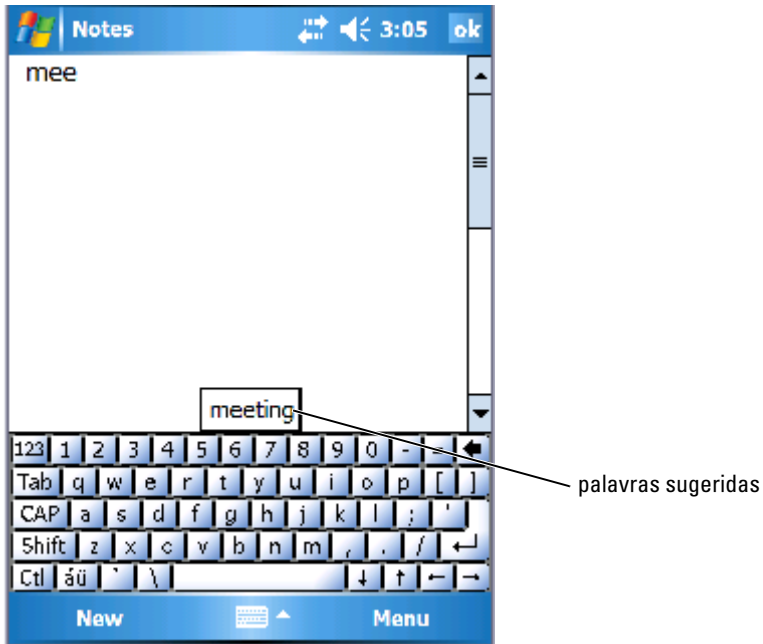 Notes 3:05 ok
mee
meeting
123 1 2 3 4 5 6 7 8 9 0 - =
Tab q w e r t y u i o p [ ]
palavras sugeridas
CAP a s d f g h j k l ; '
Shift z x c v b n m , . /
Ctl áü ` \
New Menu